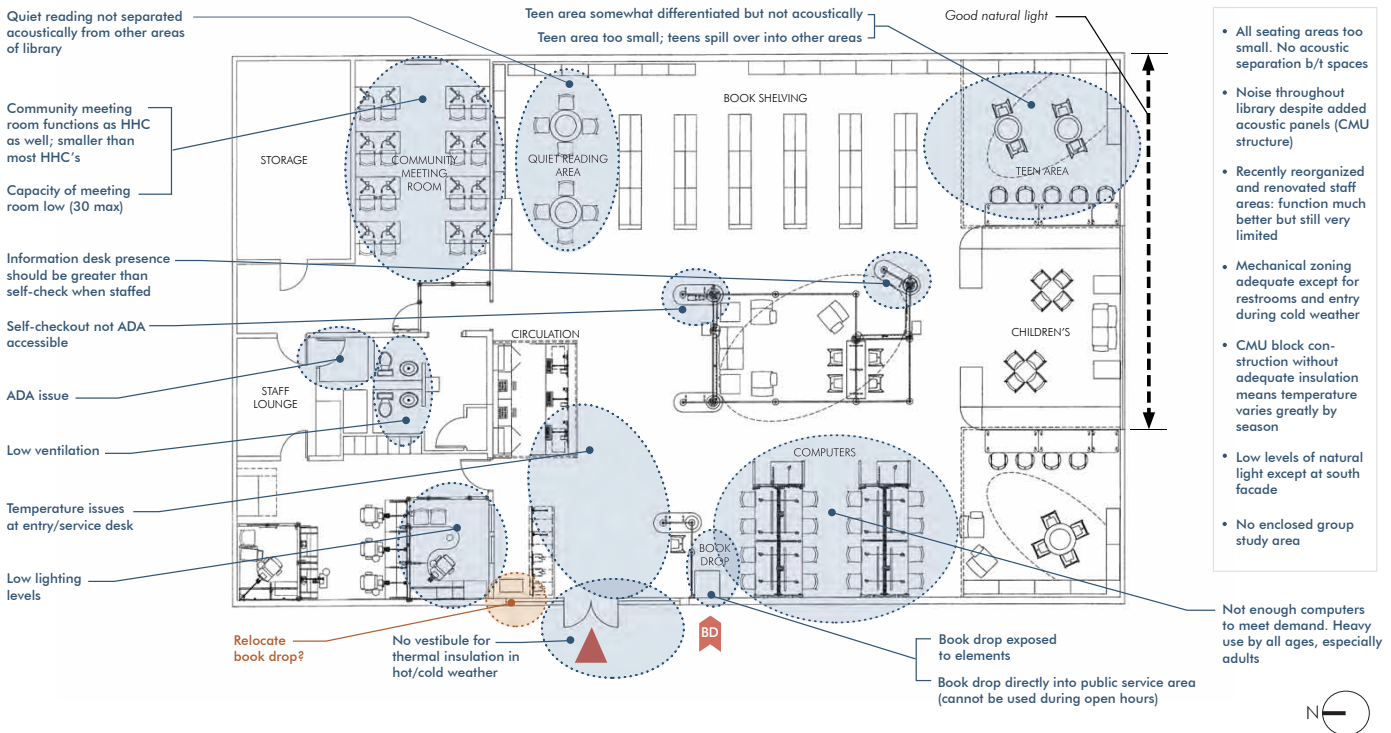 Quiet reading not separated
acoustically from other areas
of library
Teen area somewhat differentiated but not acoustically
Teen area too small; teens spill over into other areas
Good natural light
Community meeting
room functions as HHC
as well; smaller than
most HHC's
Capacity of meeting
room low (30 max)
Information desk presence
should be greater than
self-check when staffed
Self-checkout not ADA
accessible
ADA issue
Low ventilation
Temperature issues
at entry/service desk
Low lighting
levels
STORAGE
COMMUNITY
MEETING
ROOM
QUIET READING
AREA
BOOK SHELVING
TEEN AREA
CIRCULATION
CHILDREN'S
STAFF
LOUNGE
COMPUTERS
BOOK
DROP
Relocate
book drop?
No vestibule for
thermal insulation in
hot/cold weather
BD
Book drop exposed
to elements
Book drop directly into public service area
(cannot be used during open hours)
• All seating areas too
small. No acoustic
separation b/t spaces
• Noise throughout
library despite added
acoustic panels (CMU
structure)
• Recently reorganized
and renovated staff
areas: function much
better but still very
limited
• Mechanical zoning
adequate except for
restrooms and entry
during cold weather
• CMU block con-
struction without
adequate insulation
means temperature
varies greatly by
season
• Low levels of natural
light except at south
facade
• No enclosed group
study area
Not enough computers
to meet demand. Heavy
use by all ages, especially
adults
N